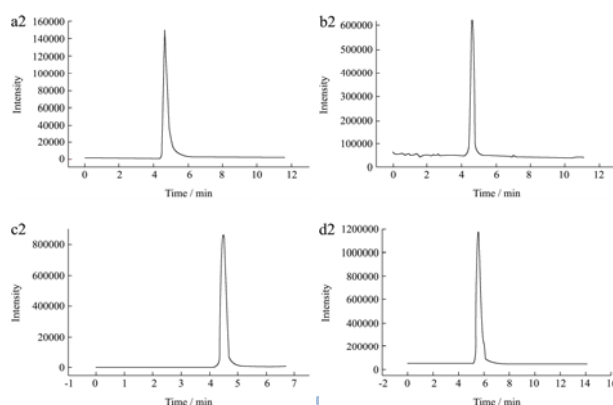 a2
160000
140000
120000
100000
80000
60000
40000
20000
0
Intensity
0 2 4 6 8 10 12
Time / min
b2
600000
500000
400000
300000
200000
100000
0
Intensity
0 2 4 6 8 10 12
Time / min
c2
800000
600000
400000
20000
0
Intensity
-1 0 1 2 3 4 5 6 7
Time / min
d2
1200000
1000000
800000
600000
400000
200000
0
Intensity
-2 0 2 4 6 8 10 12 14 16
Time / min